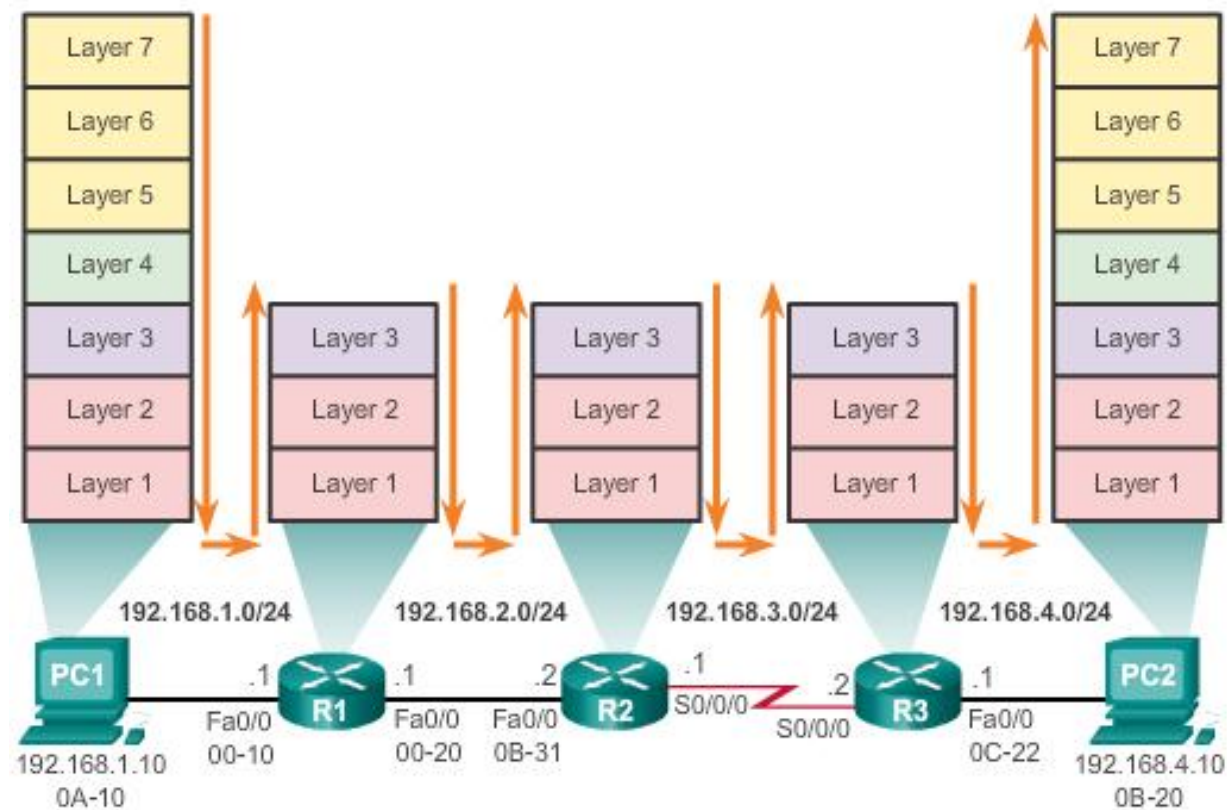 Layer 7
Layer 6
Layer 5
Layer 4
Layer 3
Layer 2
Layer 1
Layer 3
Layer 2
Layer 1
Layer 3
Layer 2
Layer 1
Layer 3
Layer 2
Layer 1
Layer 7
Layer 6
Layer 5
Layer 4
Layer 3
Layer 2
Layer 1
192.168.1.0/24
192.168.2.0/24
192.168.3.0/24
192.168.4.0/24
PC1
192.168.1.10
0A-10
.1
Fa0/0
00-10
R1
.1
Fa0/0
00-20
.2
Fa0/0
0B-31
R2
.1
S0/0/0
.2
S0/0/0
R3
.1
Fa0/0
0C-22
PC2
192.168.4.10
0B-20